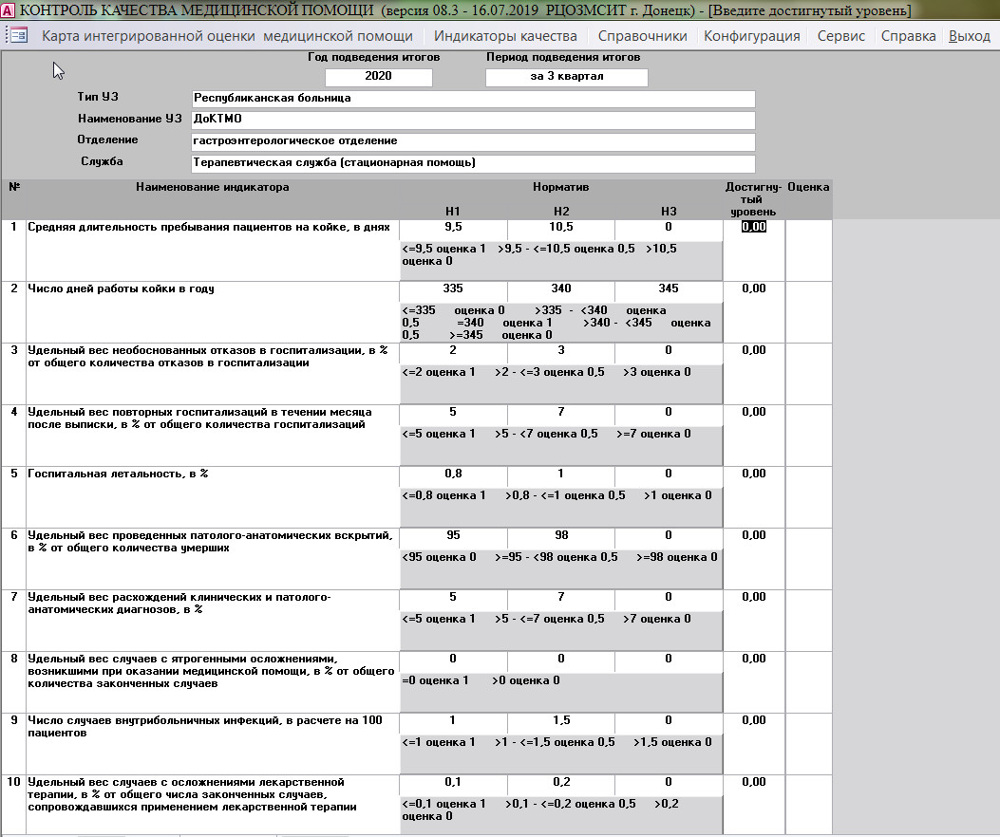 КОНТРОЛЬ КАЧЕСТВА МЕДИЦИНСКОЙ ПОМОЩИ (версия 08.3 - 16.07.2019 РЦОЗМСИТ г. Донецк) - [Введите достигнутый уровень]
Карта интегрированной оценки медицинской помощи Индикаторы качества Справочники Конфигурация Сервис Справка Выход
Год подведения итогов Период подведения итогов
2020 за 3 квартал
Тип УЗ Республиканская больница
Наименование УЗ ДоКТМО
Отделение гастроэнтерологическое отделение
Служба Терапевтическая служба (стационарная помощь)
№ Наименование индикатора Норматив Достигну- Оценка
тый
Н1 Н2 Н3 уровень
1 Средняя длительность пребывания пациентов на койке, в днях 9,5 10,5 0 0,00
<=9,5 оценка 1 >9,5 - <=10,5 оценка 0,5 >10,5
оценка 0
2 Число дней работы койки в году 335 340 345 0,00
<=335 оценка 0 >335 - <340 оценка
0,5 =340 оценка 1 >340 - <345 оценка
0,5 >=345 оценка 0
3 Удельный вес необоснованных отказов в госпитализации, в % 2 3 0 0,00
от общего количества отказов в госпитализации
<=2 оценка 1 >2 - <=3 оценка 0,5 >3 оценка 0
4 Удельный вес повторных госпитализаций в течении месяца 5 7 0 0,00
после выписки, в % от общего количества госпитализаций
<=5 оценка 1 >5 - <7 оценка 0,5 >=7 оценка 0
5 Госпитальная летальность, в % 0,8 1 0 0,00
<=0,8 оценка 1 >0,8 - <=1 оценка 0,5 >1 оценка 0
6 Удельный вес проведенных патолого-анатомических вскрытий, 95 98 0 0,00
в % от общего количества умерших
<95 оценка 0 >=95 - <98 оценка 0,5 >=98 оценка 0
7 Удельный вес расхождений клинических и патолого- 5 7 0 0,00
анатомических диагнозов, в %
<=5 оценка 1 >5 - <=7 оценка 0,5 >7 оценка 0
8 Удельный вес случаев с ятрогенными осложнениями, 0 0 0 0,00
возникшими при оказании медицинской помощи, в % от общего
количества законченных случаев
=0 оценка 1 >0 оценка 0
9 Число случаев внутрибольничных инфекций, в расчете на 100 1 1,5 0 0,00
пациентов
<=1 оценка 1 >1 - <=1,5 оценка 0,5 >1,5 оценка 0
10 Удельный вес случаев с осложнениями лекарственной 0,1 0,2 0 0,00
терапии, в % от общего числа законченных случаев,
сопровождавшихся применением лекарственной терапии
<=0,1 оценка 1 >0,1 - <=0,2 оценка 0,5 >0,2
оценка 0